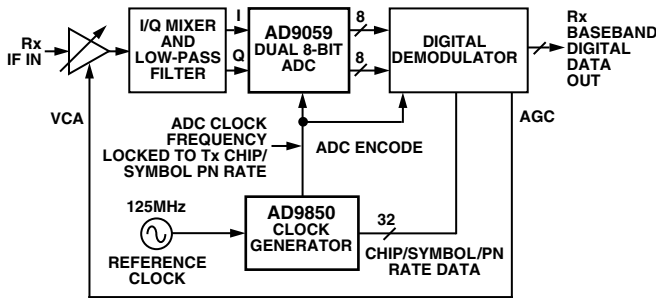 Rx
IF IN
VCA
I/Q MIXER
AND
LOW-PASS
FILTER
I
Q
AD9059
DUAL 8-BIT
ADC
8
8
DIGITAL
DEMODULATOR
Rx
BASEBAND
DIGITAL
DATA
OUT
AGC
ADC CLOCK
FREQUENCY
LOCKED TO Tx CHIP/
SYMBOL PN RATE
ADC ENCODE
125MHz
REFERENCE
CLOCK
AD9850
CLOCK
GENERATOR
32
CHIP/SYMBOL/PN
RATE DATA